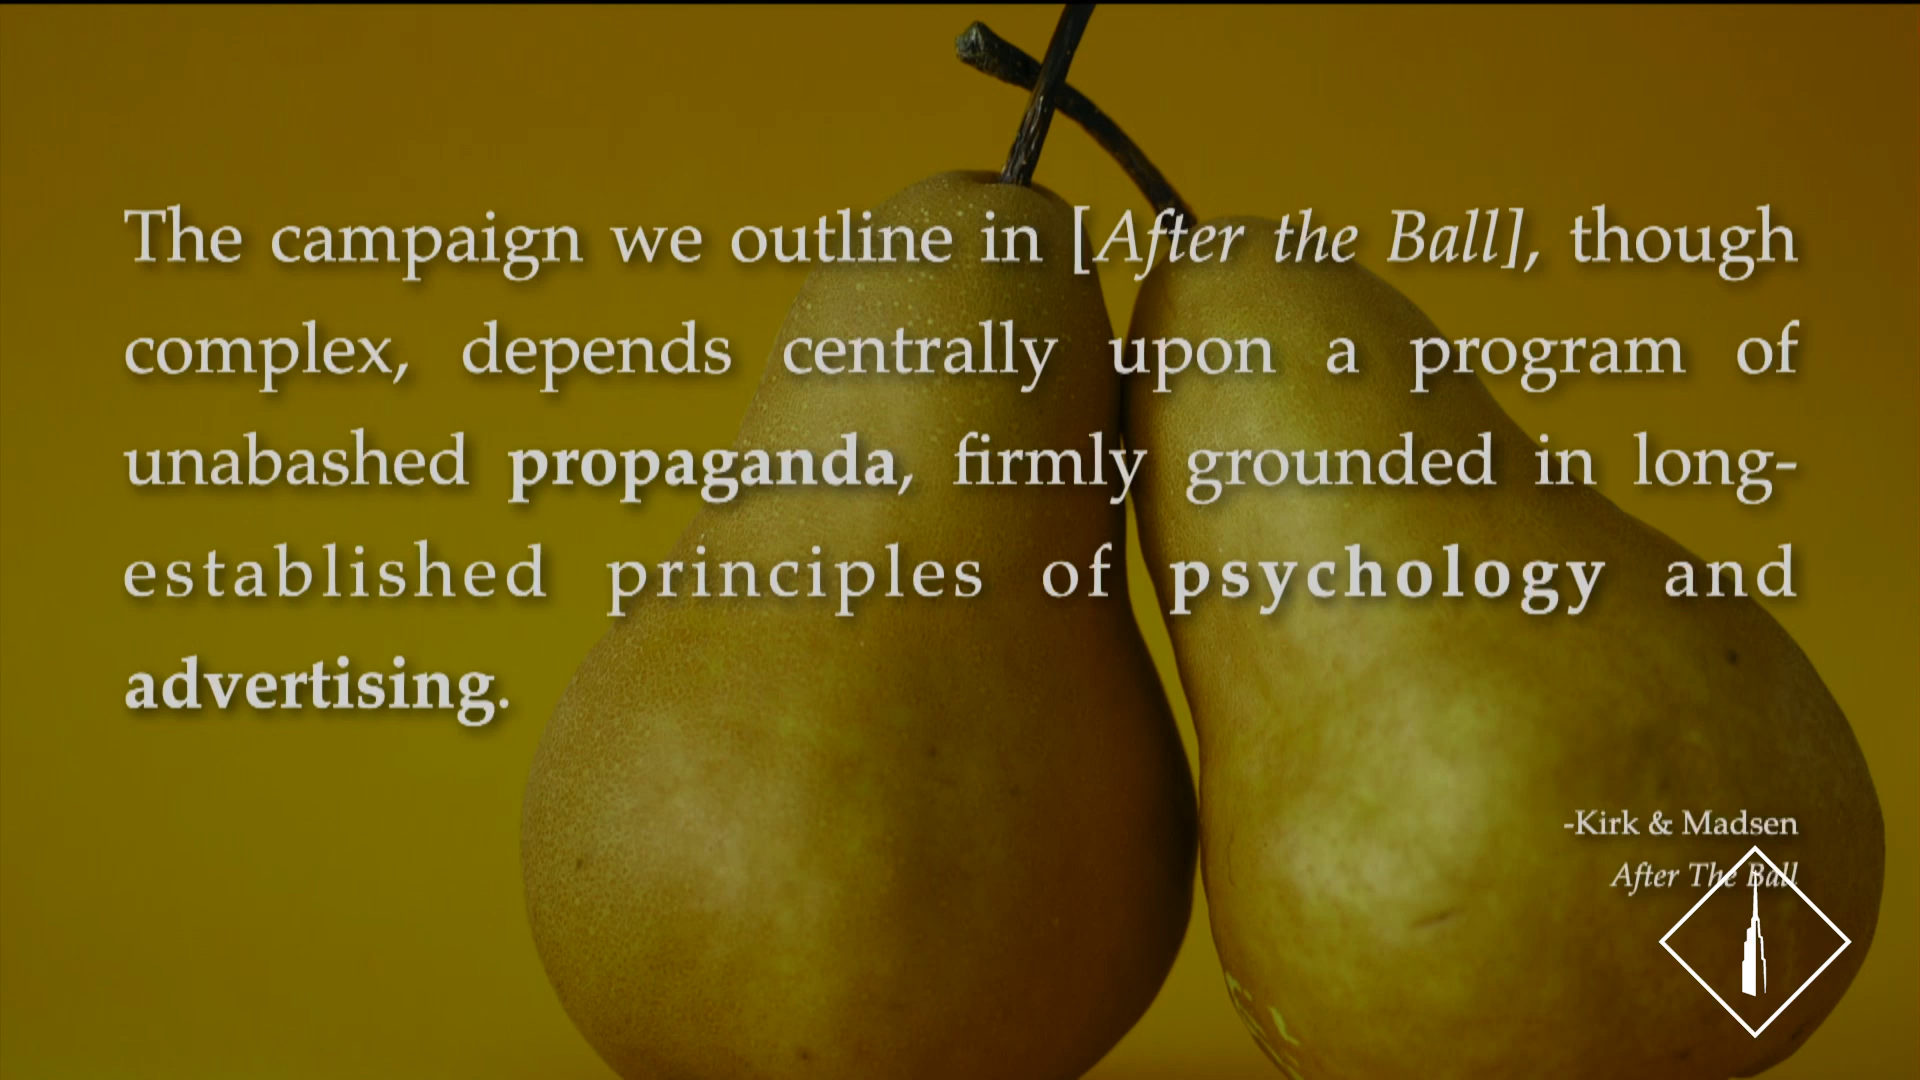 The campaign we outline in [After the Ball], though
complex, depends centrally upon a program of
unabashed propaganda, firmly grounded in long-
established principles of psychology and
advertising.
-Kirk & Madsen
After The Ball